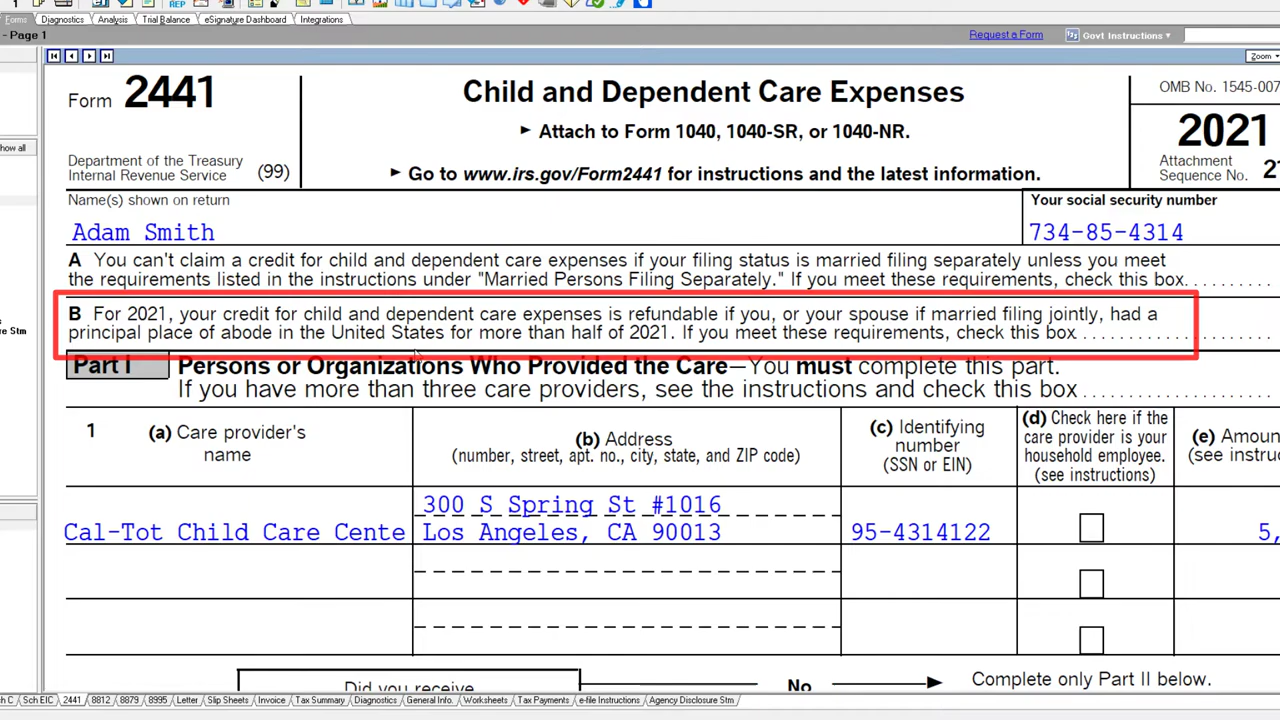 Forms Diagnostics Analysis Trial Balance eSignature Dashboard Integrations
- Page 1 Request a Form Govt Instructions
Zoom
Form 2441 Child and Dependent Care Expenses OMB No. 1545-007
► Attach to Form 1040, 1040-SR, or 1040-NR. 2021
Department of the Treasury Attachment
Internal Revenue Service (99) ► Go to www.irs.gov/Form2441 for instructions and the latest information. Sequence No. 2
Name(s) shown on return Your social security number
Adam Smith 734-85-4314
A You can't claim a credit for child and dependent care expenses if your filing status is married filing separately unless you meet
the requirements listed in the instructions under "Married Persons Filing Separately." If you meet these requirements, check this box
B For 2021, your credit for child and dependent care expenses is refundable if you, or your spouse if married filing jointly, had a
principal place of abode in the United States for more than half of 2021. If you meet these requirements, check this box
Part I Persons or Organizations Who Provided the Care—You must complete this part.
If you have more than three care providers, see the instructions and check this box
1 (a) Care provider's name (b) Address (number, street, apt. no., city, state, and ZIP code) (c) Identifying number (SSN or EIN) (d) Check here if the care provider is your household employee. (see instructions) (e) Amoun (see instruc
300 S Spring St #1016
Cal-Tot Child Care Cente Los Angeles, CA 90013 95-4314122 5,
Did you receive No Complete only Part II below.
how all
re Stm
ch C Sch EIC 2441 8812 8879 8995 Letter Slip Sheets Invoice Tax Summary Diagnostics General Info. Worksheets Tax Payments e-file Instructions Agency Disclosure Stm